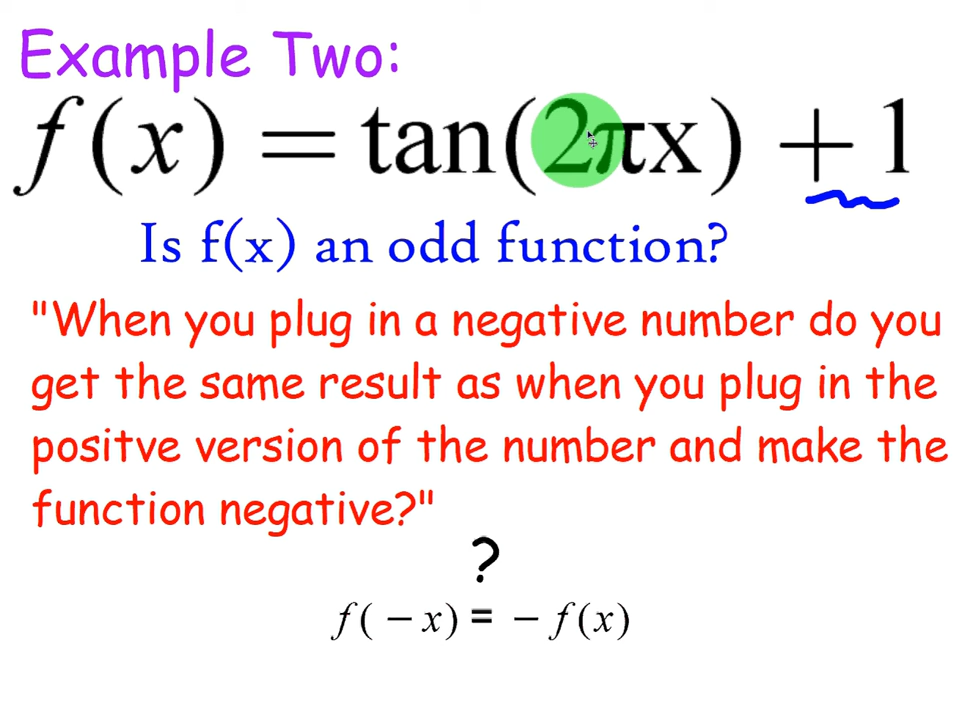 Example Two:
f(x) = tan(2πx) + 1
Is f(x) an odd function?
"When you plug in a negative number do you
get the same result as when you plug in the
positve version of the number and make the
function negative?"
?
f(−x) = −f(x)